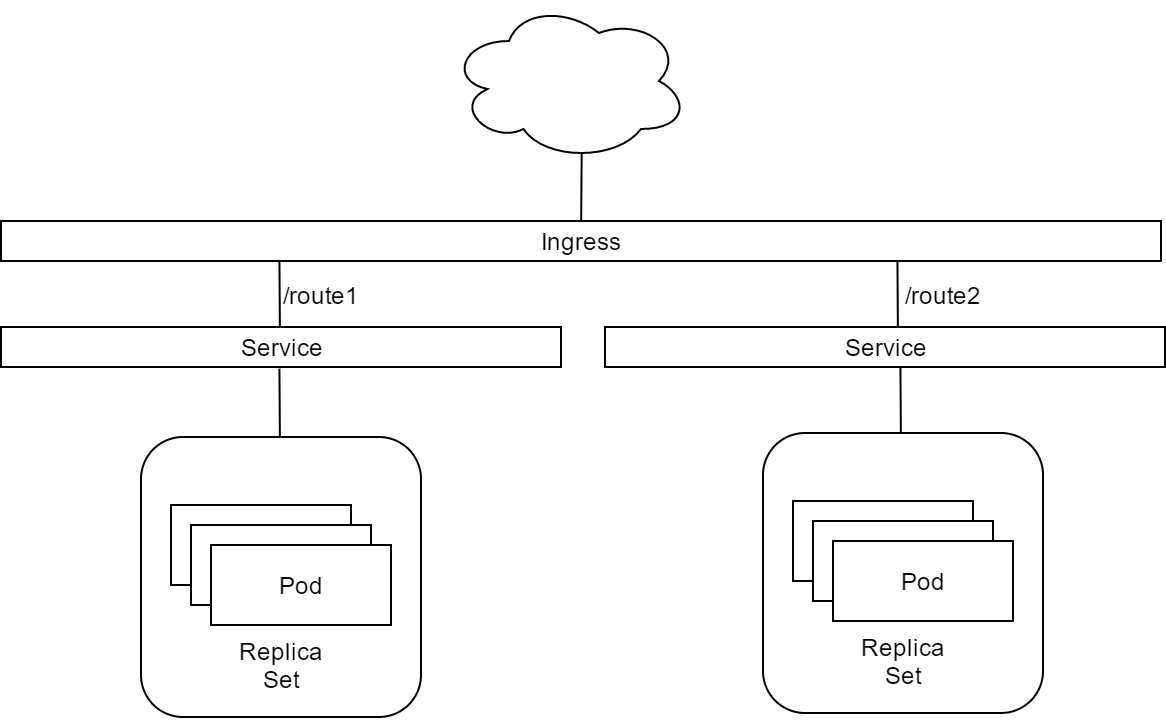 Ingress
/route1
/route2
Service
Service
Pod
Replica
Set
Pod
Replica
Set